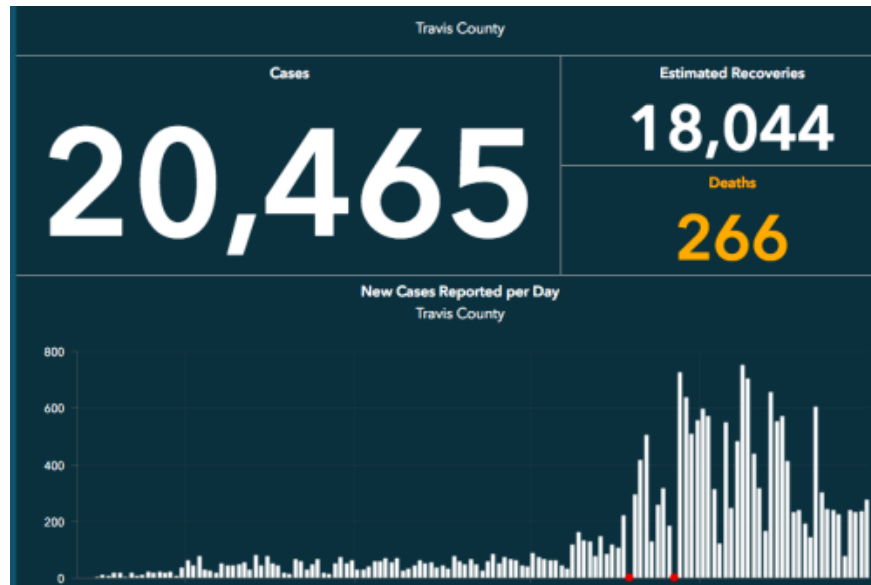 Travis County
Cases
20,465
Estimated Recoveries
18,044
Deaths
266
New Cases Reported per Day
Travis County
800
600
400
200
0